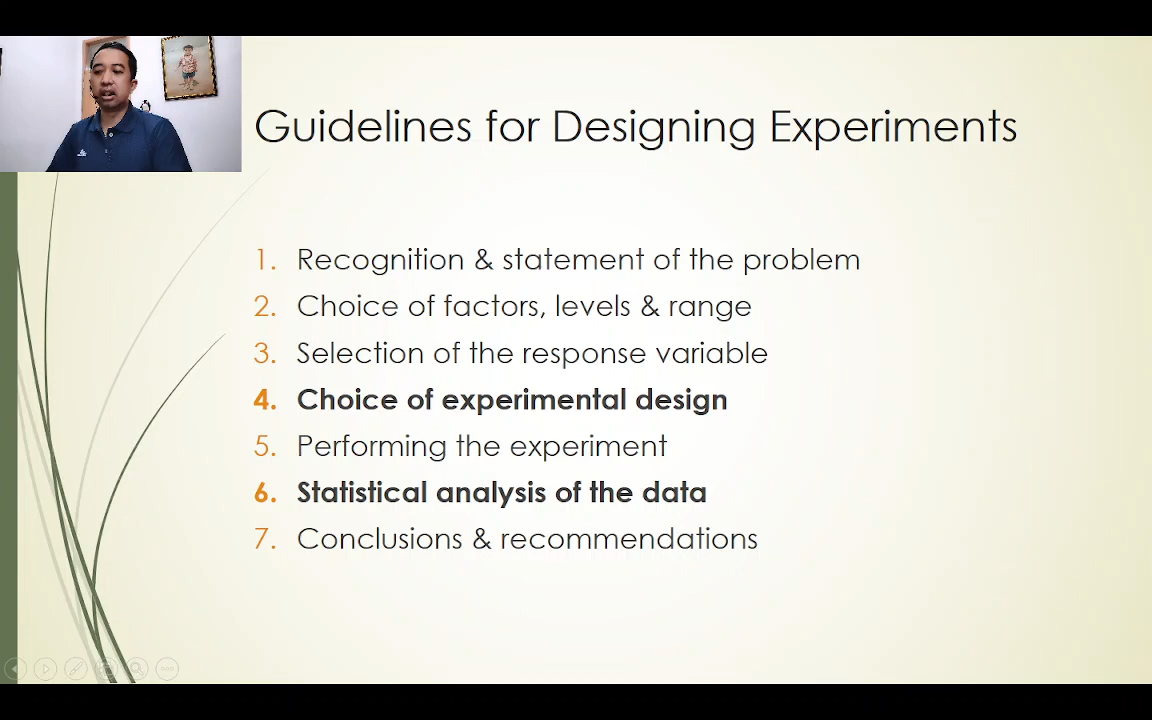 Guidelines for Designing Experiments
1. Recognition & statement of the problem
2. Choice of factors, levels & range
3. Selection of the response variable
4. Choice of experimental design
5. Performing the experiment
6. Statistical analysis of the data
7. Conclusions & recommendations